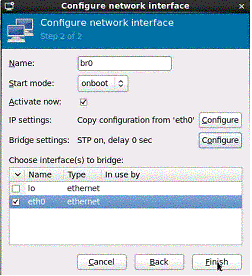 Configure network interface
Configure network interface
Step 2 of 2
Name: br0
Start mode: onboot
Activate now:
IP settings: Copy configuration from 'eth0' Configure
Bridge settings: STP on, delay 0 sec Configure
Choose interface(s) to bridge:
Name Type In use by
lo ethernet
eth0 ethernet
Cancel Back Finish